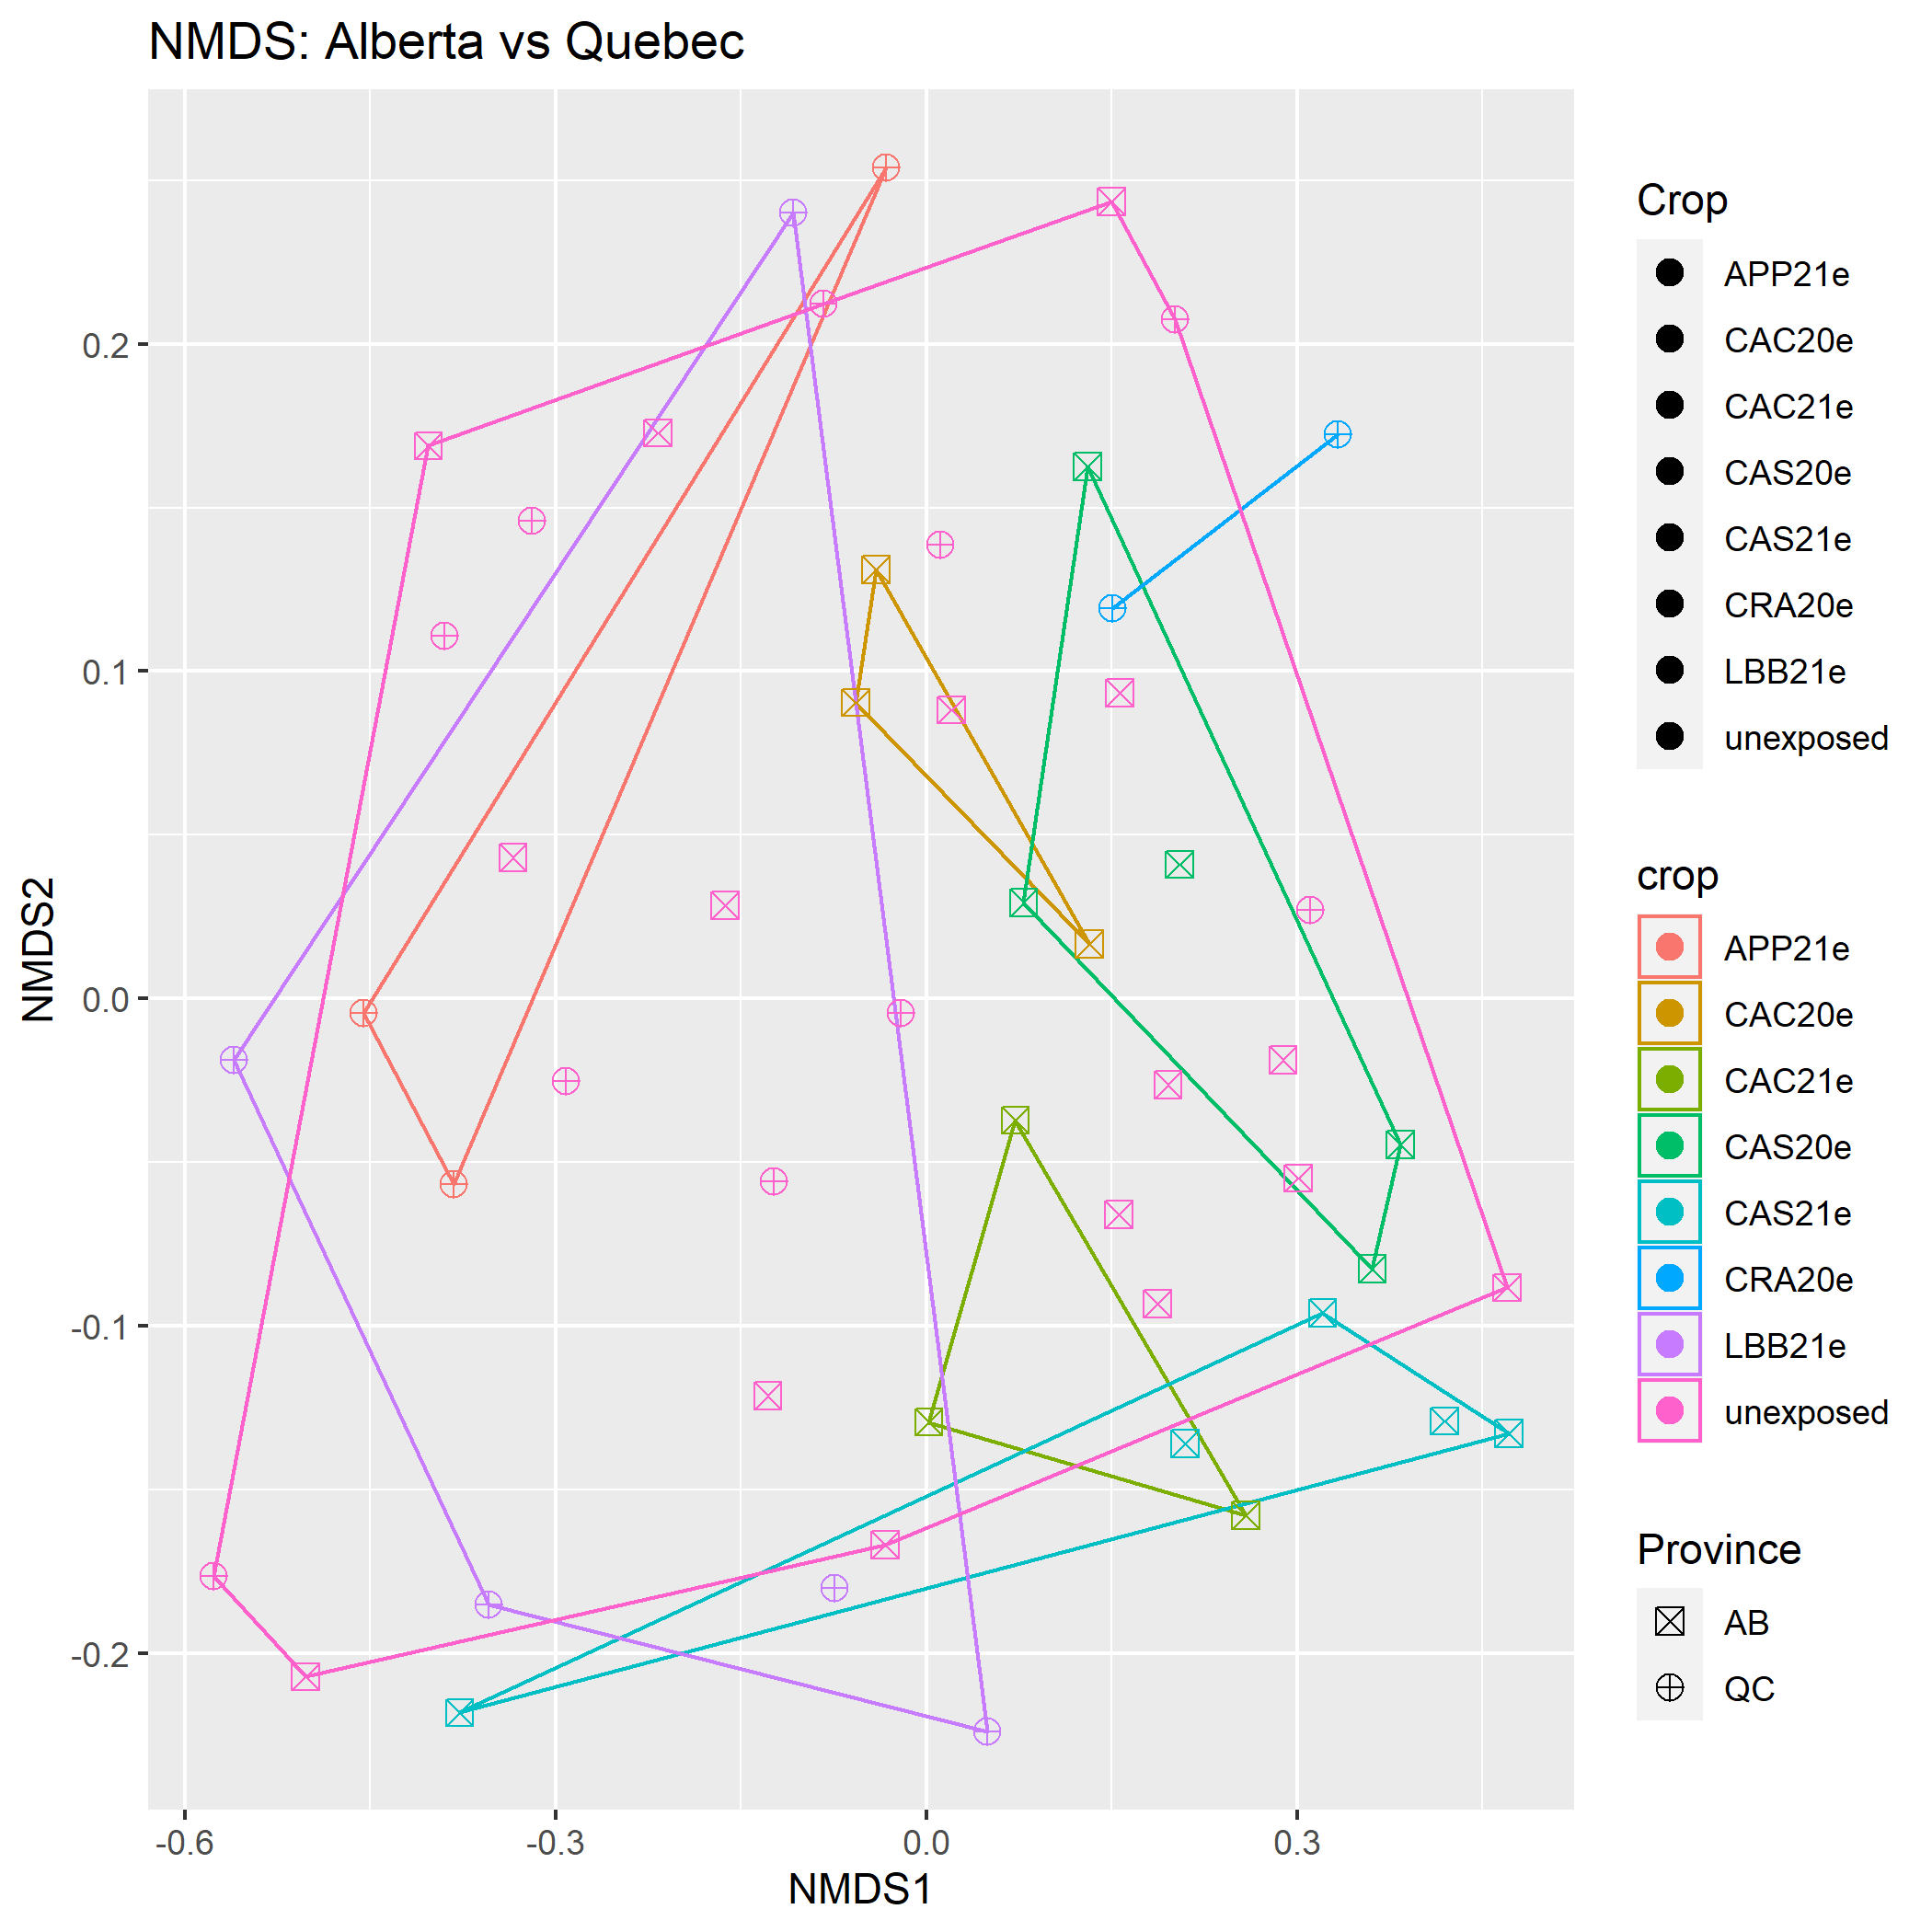 NMDS: Alberta vs Quebec
NMDS2
0.2
0.1
0.0
-0.1
-0.2
-0.6
-0.3
0.0
0.3
NMDS1
Crop
APP21e
CAC20e
CAC21e
CAS20e
CAS21e
CRA20e
LBB21e
unexposed
crop
APP21e
CAC20e
CAC21e
CAS20e
CAS21e
CRA20e
LBB21e
unexposed
Province
AB
QC